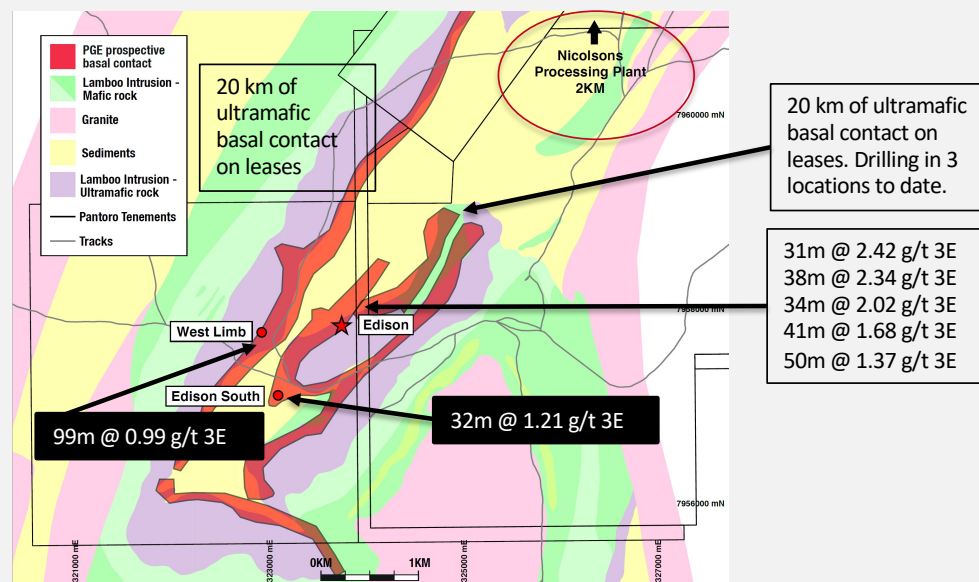 PGE prospective
basal contact
Lamboo Intrusion -
Mafic rock
Granite
Sediments
Lamboo Intrusion -
Ultramafic rock
Pantoro Tenements
Tracks
20 km of
ultramafic
basal contact
on leases
Nicolsons
Processing Plant
2KM
7960000 mN
20 km of ultramafic
basal contact on
leases. Drilling in 3
locations to date.
31m @ 2.42 g/t 3E
38m @ 2.34 g/t 3E
34m @ 2.02 g/t 3E
41m @ 1.68 g/t 3E
50m @ 1.37 g/t 3E
7958000 mN
West Limb
Edison
Edison South
99m @ 0.99 g/t 3E
32m @ 1.21 g/t 3E
7956000 mN
321000 mE
323000 mE
325000 mE
327000 mE
0KM
1KM